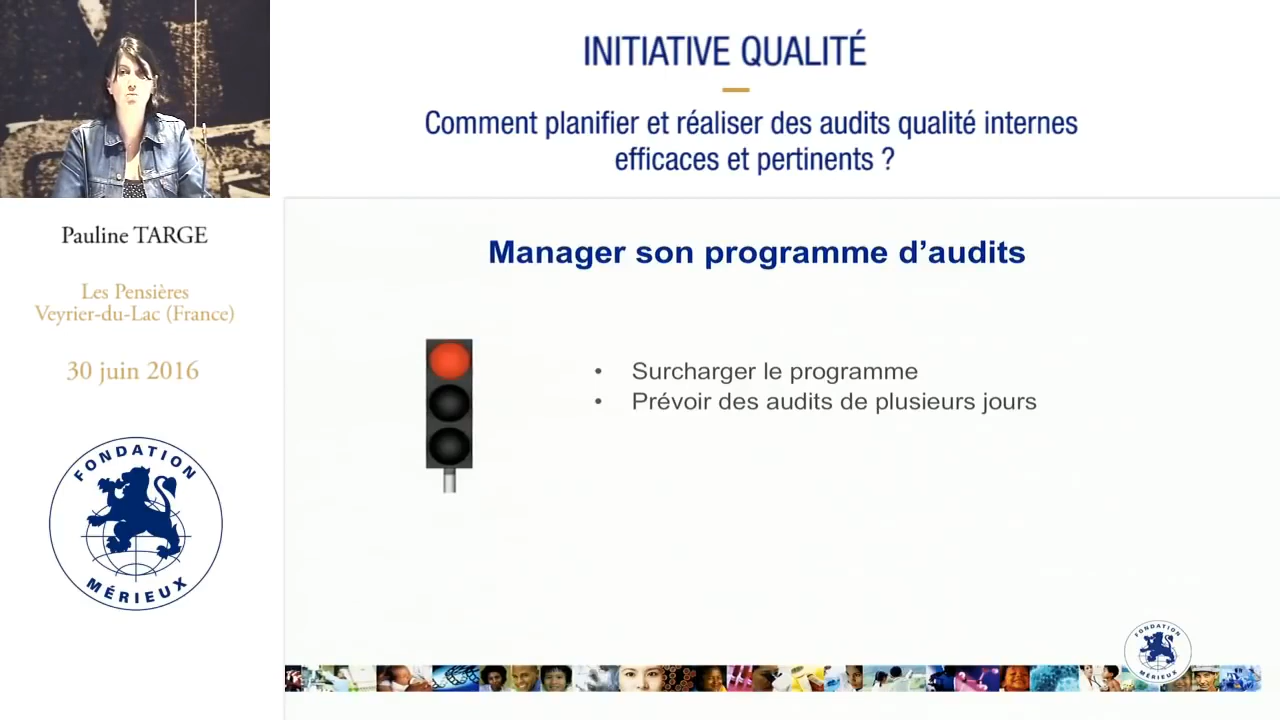 INITIATIVE QUALITÉ
Comment planifier et réaliser des audits qualité internes
efficaces et pertinents ?
Pauline TARGE
Les Pensières
Veyrier-du-Lac (France)
30 juin 2016
FONDATION
MÉRIEUX
Manager son programme d’audits
• Surcharger le programme
• Prévoir des audits de plusieurs jours
FONDATION
MÉRIEUX